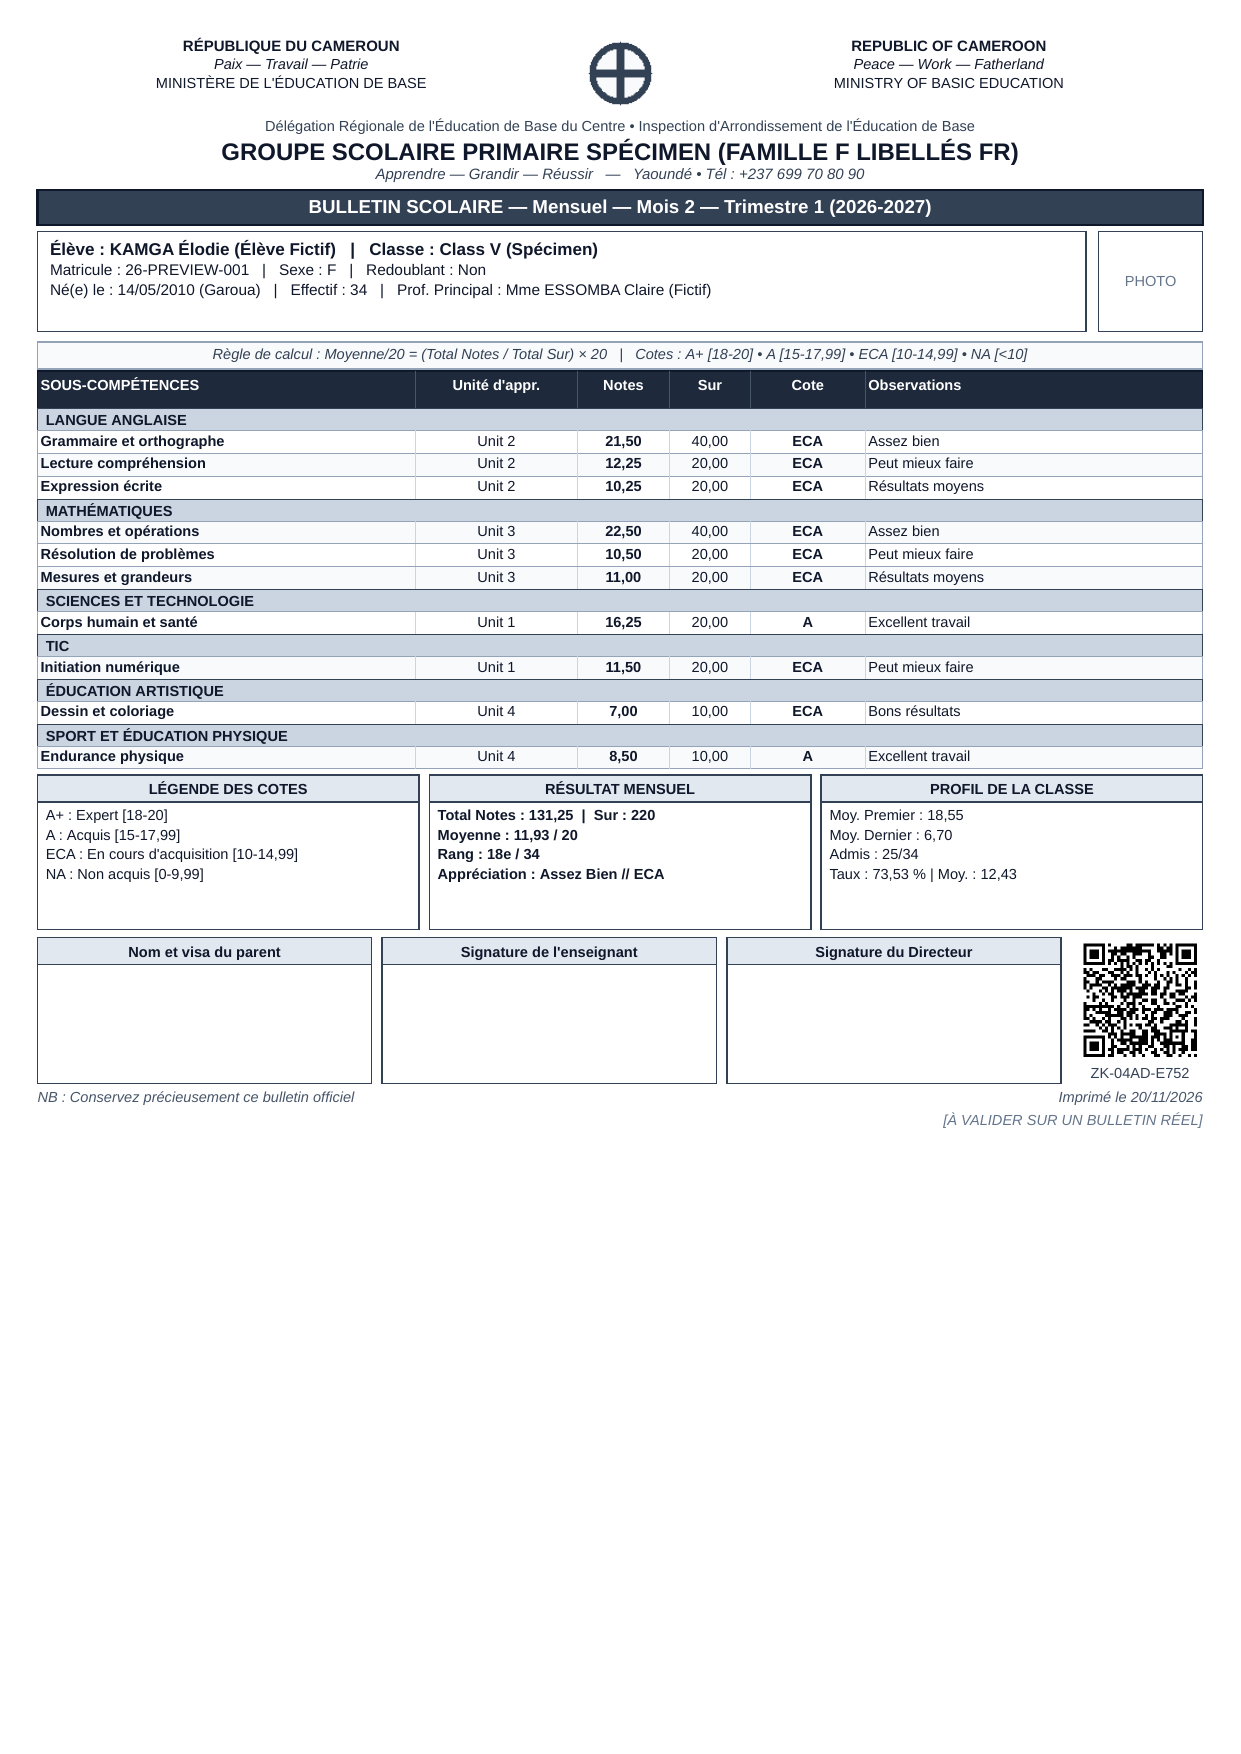 RÉPUBLIQUE DU CAMEROUN
Paix — Travail — Patrie
MINISTÈRE DE L'ÉDUCATION DE BASE
REPUBLIC OF CAMEROON
Peace — Work — Fatherland
MINISTRY OF BASIC EDUCATION
Délégation Régionale de l'Éducation de Base du Centre • Inspection d'Arrondissement de l'Éducation de Base
GROUPE SCOLAIRE PRIMAIRE SPÉCIMEN (FAMILLE F LIBELLÉS FR)
Apprendre — Grandir — Réussir — Yaoundé • Tél : +237 699 70 80 90
BULLETIN SCOLAIRE — Mensuel — Mois 2 — Trimestre 1 (2026-2027)
Élève : KAMGA Élodie (Élève Fictif) | Classe : Class V (Spécimen)
Matricule : 26-PREVIEW-001 | Sexe : F | Redoublant : Non
Né(e) le : 14/05/2010 (Garoua) | Effectif : 34 | Prof. Principal : Mme ESSOMBA Claire (Fictif)
PHOTO
Règle de calcul : Moyenne/20 = (Total Notes / Total Sur) × 20 | Cotes : A+ [18-20] • A [15-17,99] • ECA [10-14,99] • NA [<10]
SOUS-COMPÉTENCES Unité d'appr. Notes Sur Cote Observations
LANGUE ANGLAISE
Grammaire et orthographe Unit 2 21,50 40,00 ECA Assez bien
Lecture compréhension Unit 2 12,25 20,00 ECA Peut mieux faire
Expression écrite Unit 2 10,25 20,00 ECA Résultats moyens
MATHÉMATIQUES
Nombres et opérations Unit 3 22,50 40,00 ECA Assez bien
Résolution de problèmes Unit 3 10,50 20,00 ECA Peut mieux faire
Mesures et grandeurs Unit 3 11,00 20,00 ECA Résultats moyens
SCIENCES ET TECHNOLOGIE
Corps humain et santé Unit 1 16,25 20,00 A Excellent travail
TIC
Initiation numérique Unit 1 11,50 20,00 ECA Peut mieux faire
ÉDUCATION ARTISTIQUE
Dessin et coloriage Unit 4 7,00 10,00 ECA Bons résultats
SPORT ET ÉDUCATION PHYSIQUE
Endurance physique Unit 4 8,50 10,00 A Excellent travail
LÉGENDE DES COTES
A+ : Expert [18-20]
A : Acquis [15-17,99]
ECA : En cours d'acquisition [10-14,99]
NA : Non acquis [0-9,99]
RÉSULTAT MENSUEL
Total Notes : 131,25 | Sur : 220
Moyenne : 11,93 / 20
Rang : 18e / 34
Appréciation : Assez Bien // ECA
PROFIL DE LA CLASSE
Moy. Premier : 18,55
Moy. Dernier : 6,70
Admis : 25/34
Taux : 73,53 % | Moy. : 12,43
Nom et visa du parent
Signature de l'enseignant
Signature du Directeur
ZK-04AD-E752
NB : Conservez précieusement ce bulletin officiel
Imprimé le 20/11/2026
[À VALIDER SUR UN BULLETIN RÉEL]